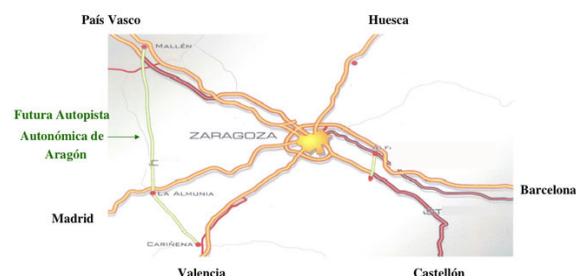 País Vasco
Huesca
MALLÉN
Futura Autopista
Autonómica de
Aragón
ZARAGOZA
LA ALMUNIA
Barcelona
Madrid
CARIÑENA
Valencia
Castellón